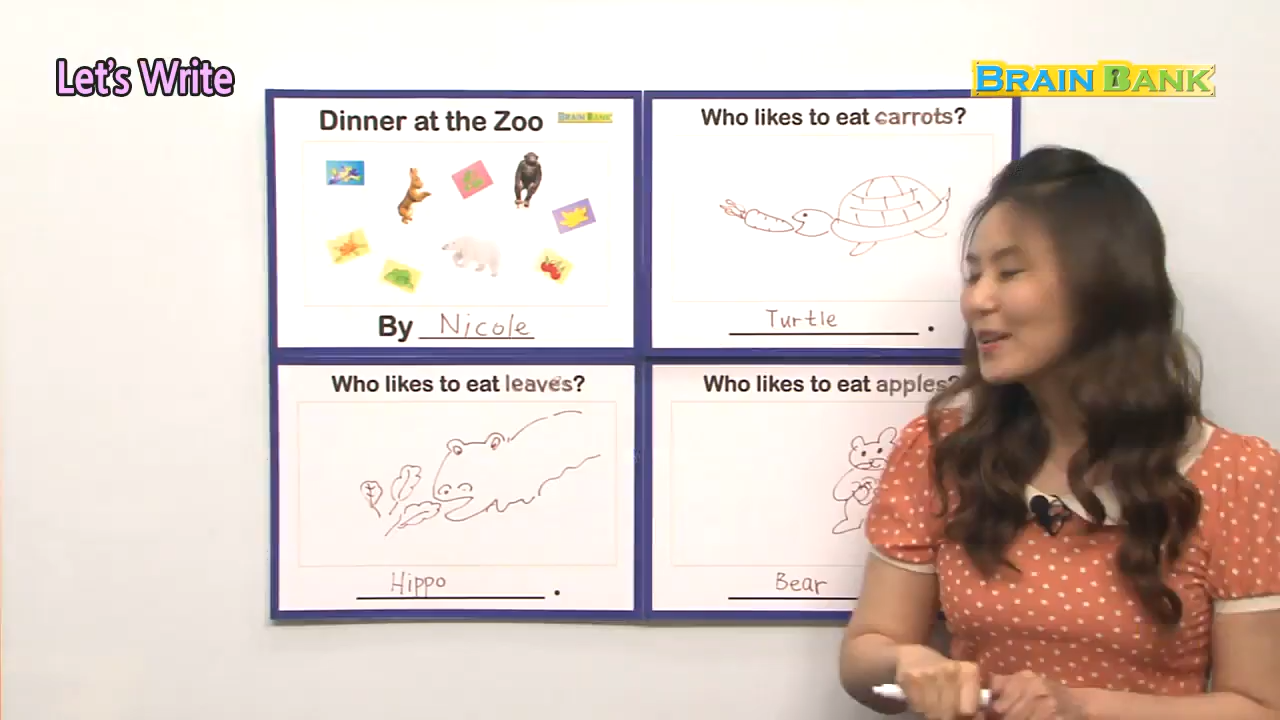 Let's Write
BRAIN BANK
Dinner at the Zoo
BRAIN BANK
By Nicole
Who likes to eat carrots?
Turtle .
Who likes to eat leaves?
Hippo .
Who likes to eat apples?
Bear